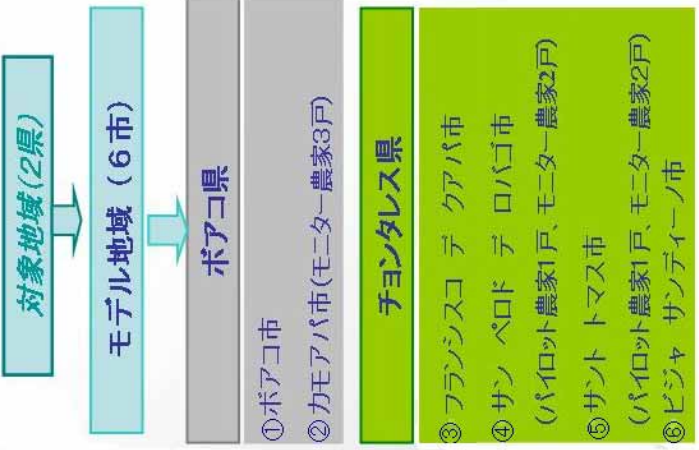 対象地域(2県)
モデル地域（6市）
ボアコ県
①ボアコ市
②カモアパ市(モニター農家3戸)
チョンタレス県
③フランシスコ デ クアパ市
④サン ペロド デ ロバゴ市
(パイロット農家1戸、モニター農家2戸)
⑤サント トマス市
(パイロット農家1戸、モニター農家2戸)
⑥ビジャ サンディーノ市